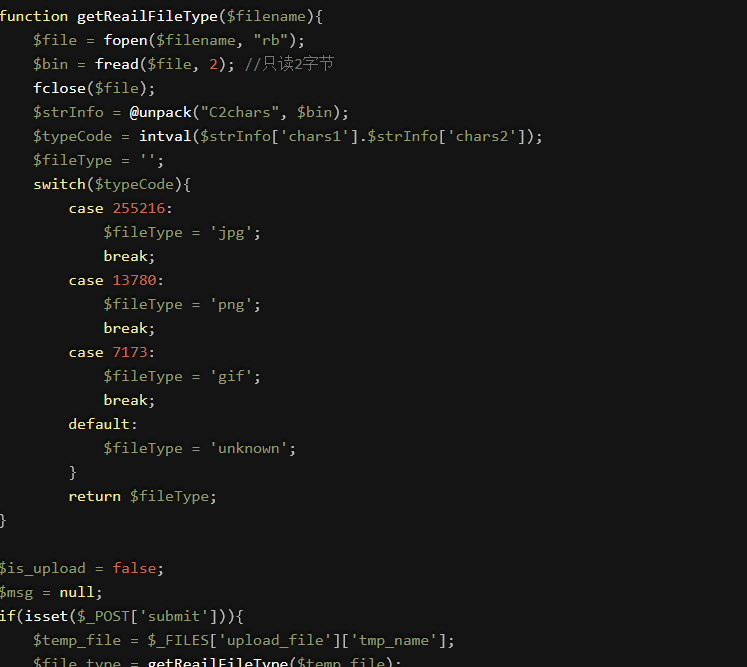 function getReailFileType($filename){
    $file = fopen($filename, "rb");
    $bin = fread($file, 2); //只读2字节
    fclose($file);
    $strInfo = @unpack("C2chars", $bin);
    $typeCode = intval($strInfo['chars1'].$strInfo['chars2']);
    $fileType = '';
    switch($typeCode){
        case 255216:
            $fileType = 'jpg';
            break;
        case 13780:
            $fileType = 'png';
            break;
        case 7173:
            $fileType = 'gif';
            break;
        default:
            $fileType = 'unknown';
        }
        return $fileType;
}
$is_upload = false;
$msg = null;
if(isset($_POST['submit'])){
    $temp_file = $_FILES['upload_file']['tmp_name'];
    $file_type = getReailFileType($temp_file);